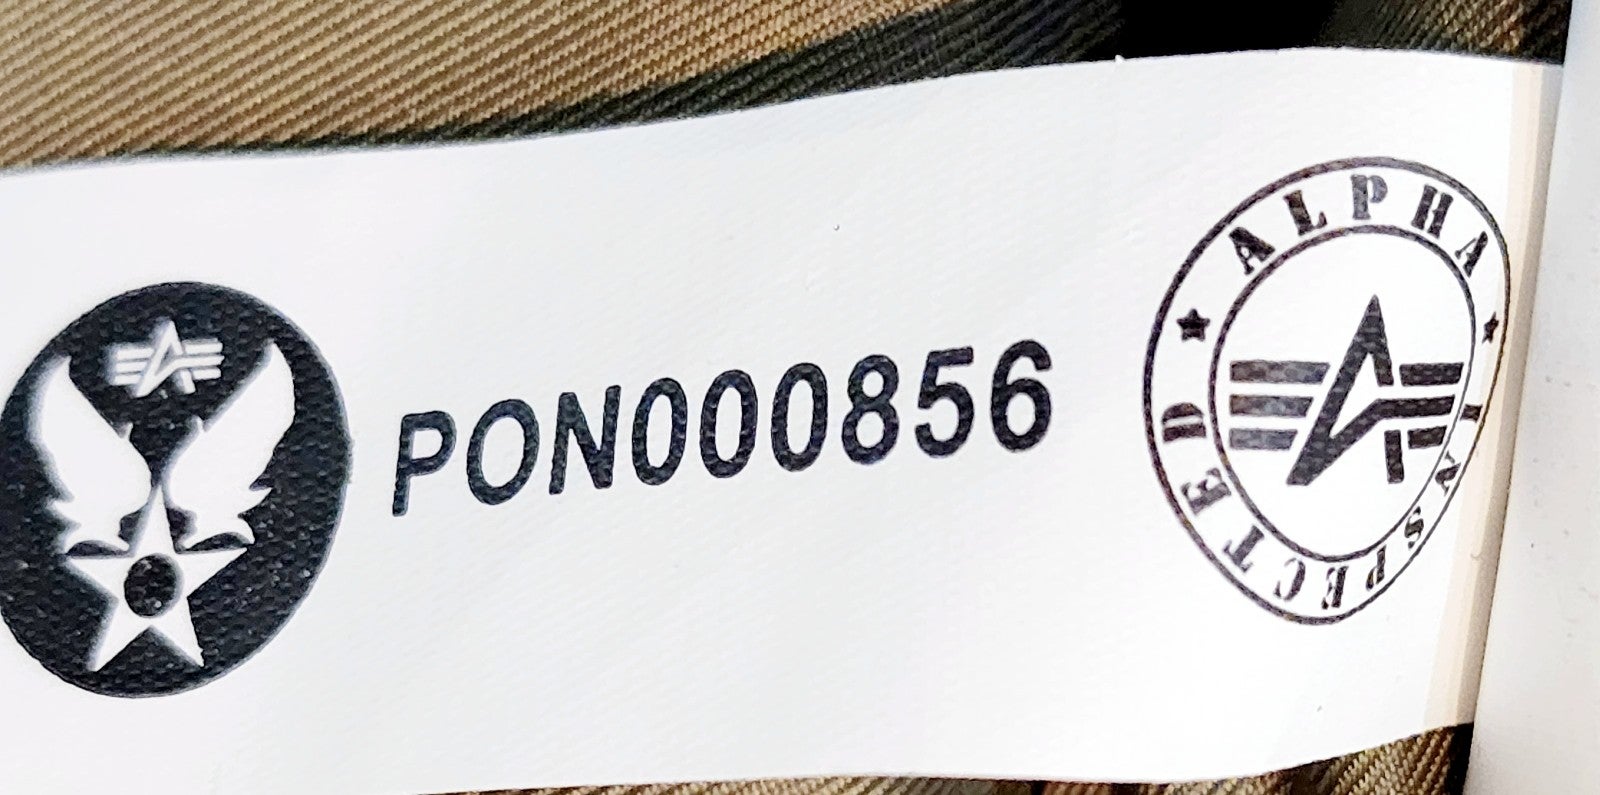 PON000856
ALPHA
INSPECTED